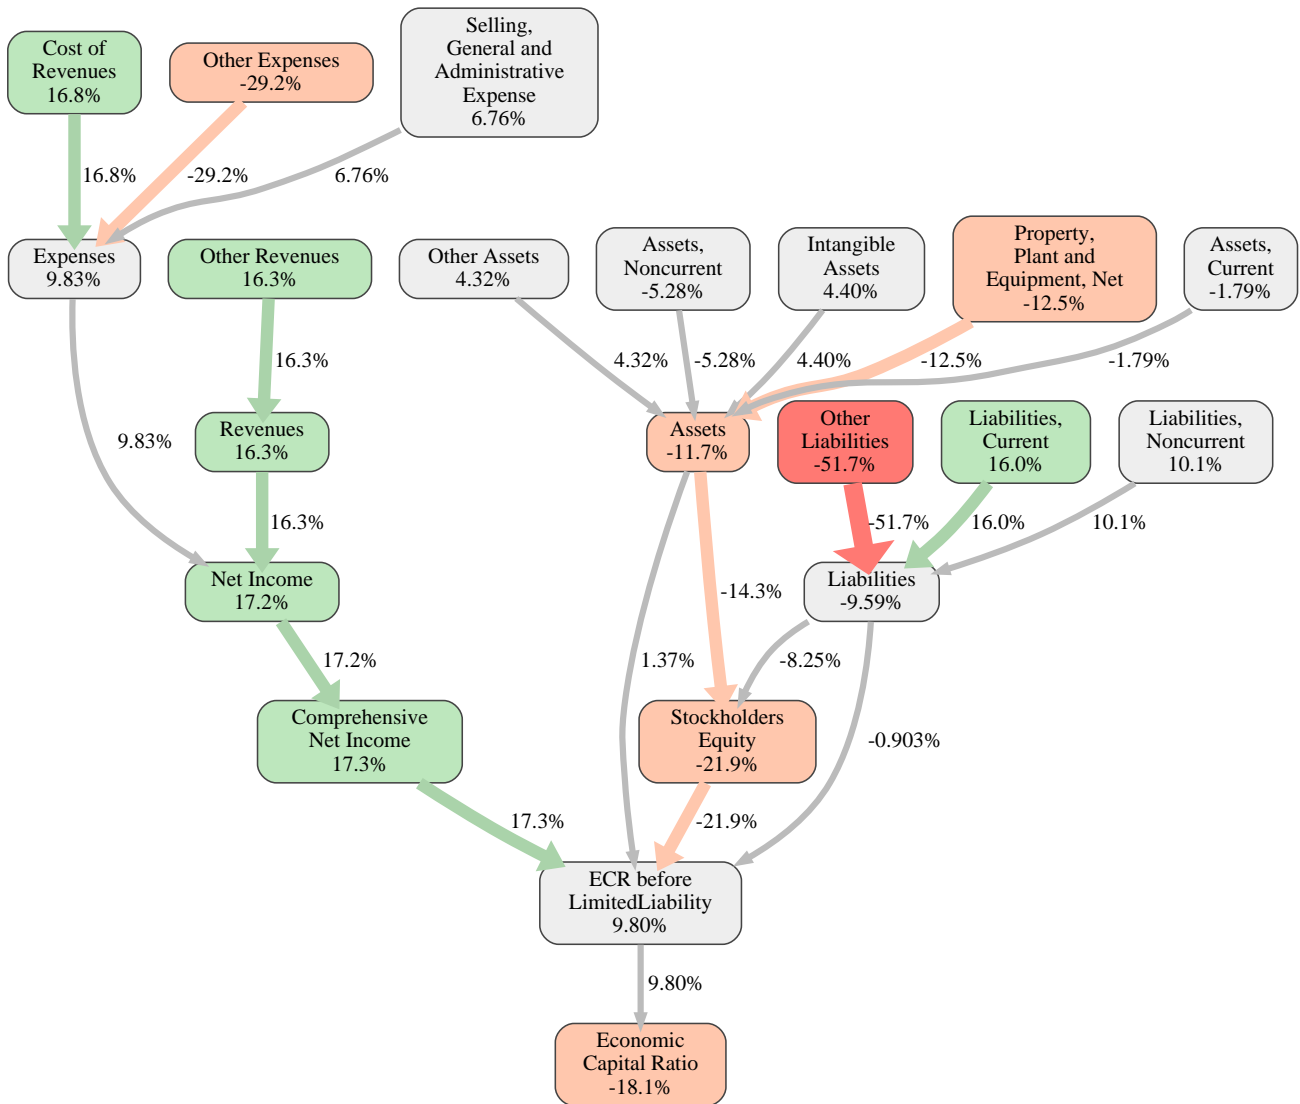 Cost of
Revenues
16.8%
Other Expenses
-29.2%
Selling,
General and
Administrative
Expense
6.76%
16.8%
-29.2%
6.76%
Expenses
9.83%
Other Revenues
16.3%
Other Assets
4.32%
Assets,
Noncurrent
-5.28%
Intangible
Assets
4.40%
Property,
Plant and
Equipment, Net
-12.5%
Assets,
Current
-1.79%
16.3%
4.32%
-5.28%
4.40%
-12.5%
-1.79%
9.83%
Revenues
16.3%
Assets
-11.7%
Other
Liabilities
-51.7%
Liabilities,
Current
16.0%
Liabilities,
Noncurrent
10.1%
16.3%
-51.7%
16.0%
10.1%
Net Income
17.2%
-14.3%
Liabilities
-9.59%
17.2%
1.37%
-8.25%
Comprehensive
Net Income
17.3%
Stockholders
Equity
-21.9%
-0.903%
17.3%
-21.9%
ECR before
LimitedLiability
9.80%
9.80%
Economic
Capital Ratio
-18.1%